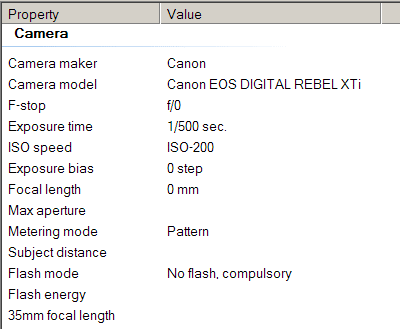 Property Value
Camera
Camera maker Canon
Camera model Canon EOS DIGITAL REBEL XTi
F-stop f/0
Exposure time 1/500 sec.
ISO speed ISO-200
Exposure bias 0 step
Focal length 0 mm
Max aperture
Metering mode Pattern
Subject distance
Flash mode No flash, compulsory
Flash energy
35mm focal length